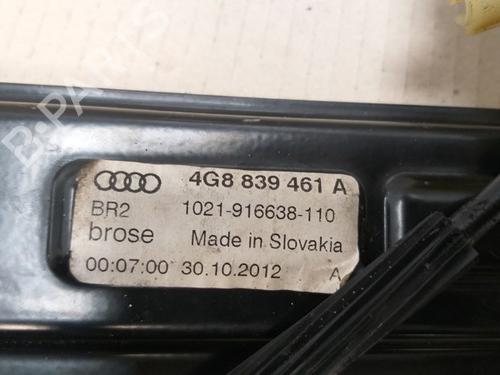 B-PARTS
4G8 839 461 A
BR2 1021-916638-110
brose Made in Slovakia
00:07:00 30.10.2012 A